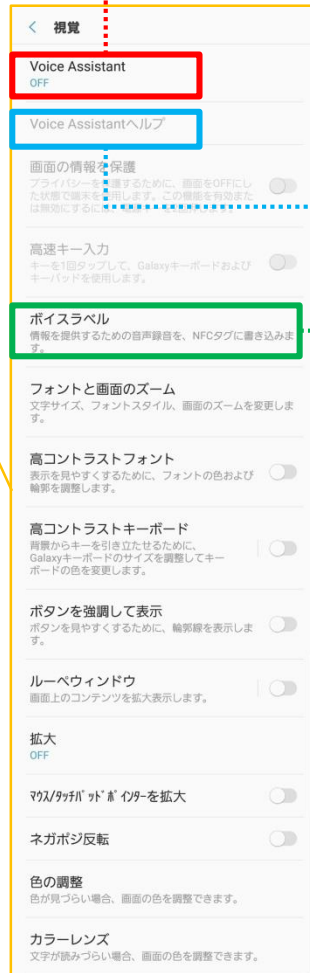 視覚
Voice Assistant
OFF
Voice Assistantヘルプ
画面の情報を保護
プライバシーを保護するために、画面をOFFにし
た状態で端末を使用します。この機能を有効また
は無効にするには
高速キー入力
キーを1回タップして、Galaxyキーボードおよび
キーパッドを使用します。
ボイスラベル
情報を提供するための音声録音を、NFCタグに書き込みま
す。
フォントと画面のズーム
文字サイズ、フォントスタイル、画面のズームを変更しま
す。
高コントラストフォント
表示を見やすくするために、フォントの色および
輪郭を調整します。
高コントラストキーボード
背景からキーを引き立たせるために、
Galaxyキーボードのサイズを調整してキー
ボードの色を変更します。
ボタンを強調して表示
ボタンを見やすくするために、輪郭線を表示しま
す。
ルーペウィンドウ
画面上のコンテンツを拡大表示します。
拡大
OFF
ﾏｳｽ/ﾀｯﾁﾊﾟｯﾄﾞﾎﾟｲﾝﾀｰを拡大
ネガポジ反転
色の調整
色が見づらい場合、画面の色を調整できます。
カラーレンズ
文字が読みづらい場合、画面の色を調整できます。